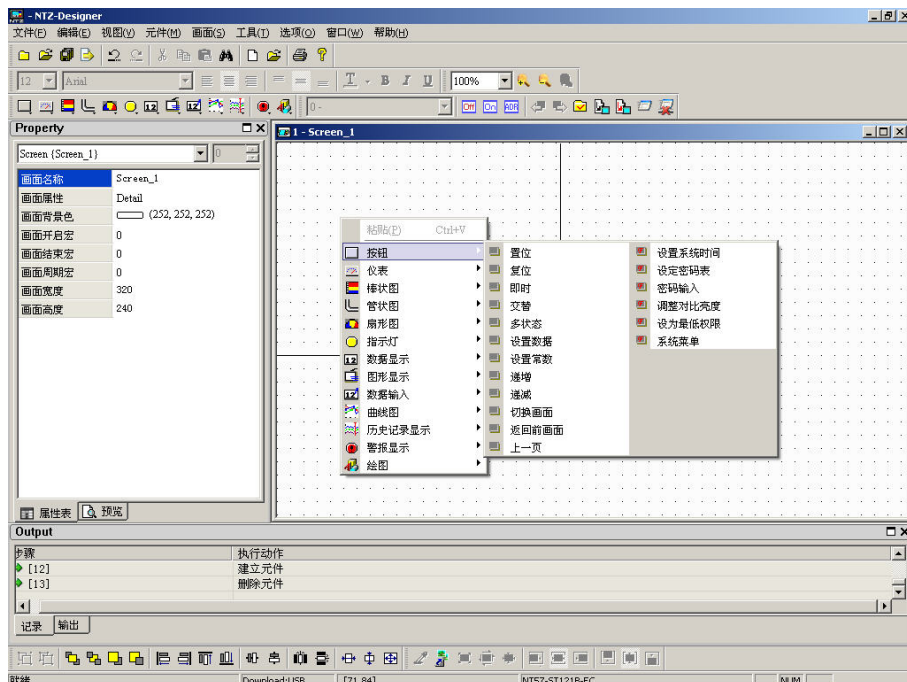 - NTZ-Designer
文件(F) 编辑(E) 视图(V) 元件(M) 画面(S) 工具(T) 选项(O) 窗口(W) 帮助(H)
12 Arial B I U 100%
0 - Off On ADR
Property
1 - Screen_1
Screen {Screen_1} 0
画面名称 Screen_1
画面属性 Detail
画面背景色 (252, 252, 252)
画面开启宏 0
画面结束宏 0
画面周期宏 0
画面宽度 320
画面高度 240
粘贴(P) Ctrl+V
按钮 置位 设置系统时间
仪表 复位 设定密码表
棒状图 即时 密码输入
管状图 交替 调整对比亮度
扇形图 多状态 设为最低权限
指示灯 设置数据 系统菜单
数据显示 设置常数
图形显示 递增
数据输入 递减
曲线图 切换画面
历史记录显示 返回前画面
警报显示 上一页
绘图
属性表 预览
Output
步骤 执行动作
[12] 建立元件
[13] 删除元件
记录 输出
就绪 Download:USB [71,84] NT5Z-ST121B-EC NUM